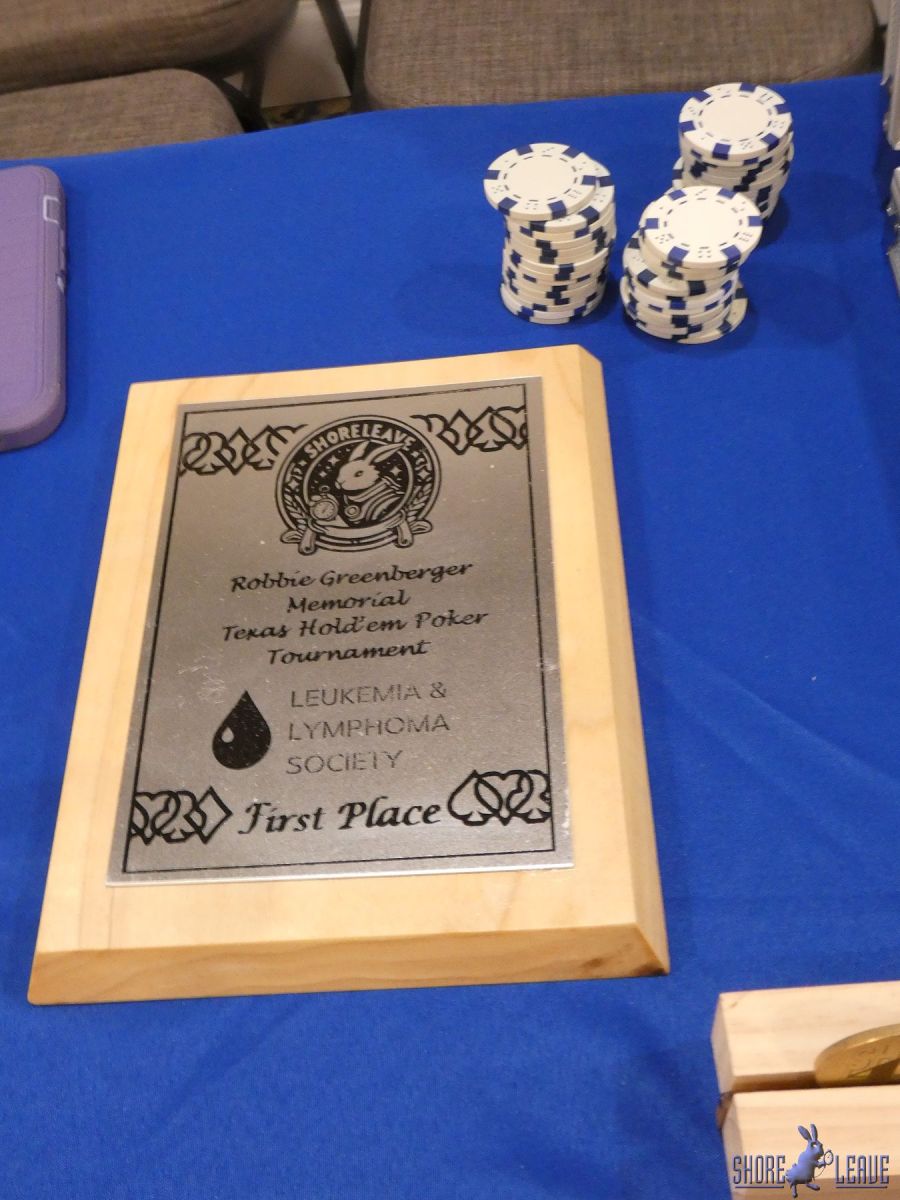 SHORELEAVE
Robbie Greenberger
Memorial
Texas Hold'em Poker
Tournament
LEUKEMIA &
LYMPHOMA
SOCIETY
First Place
SHORE LEAVE